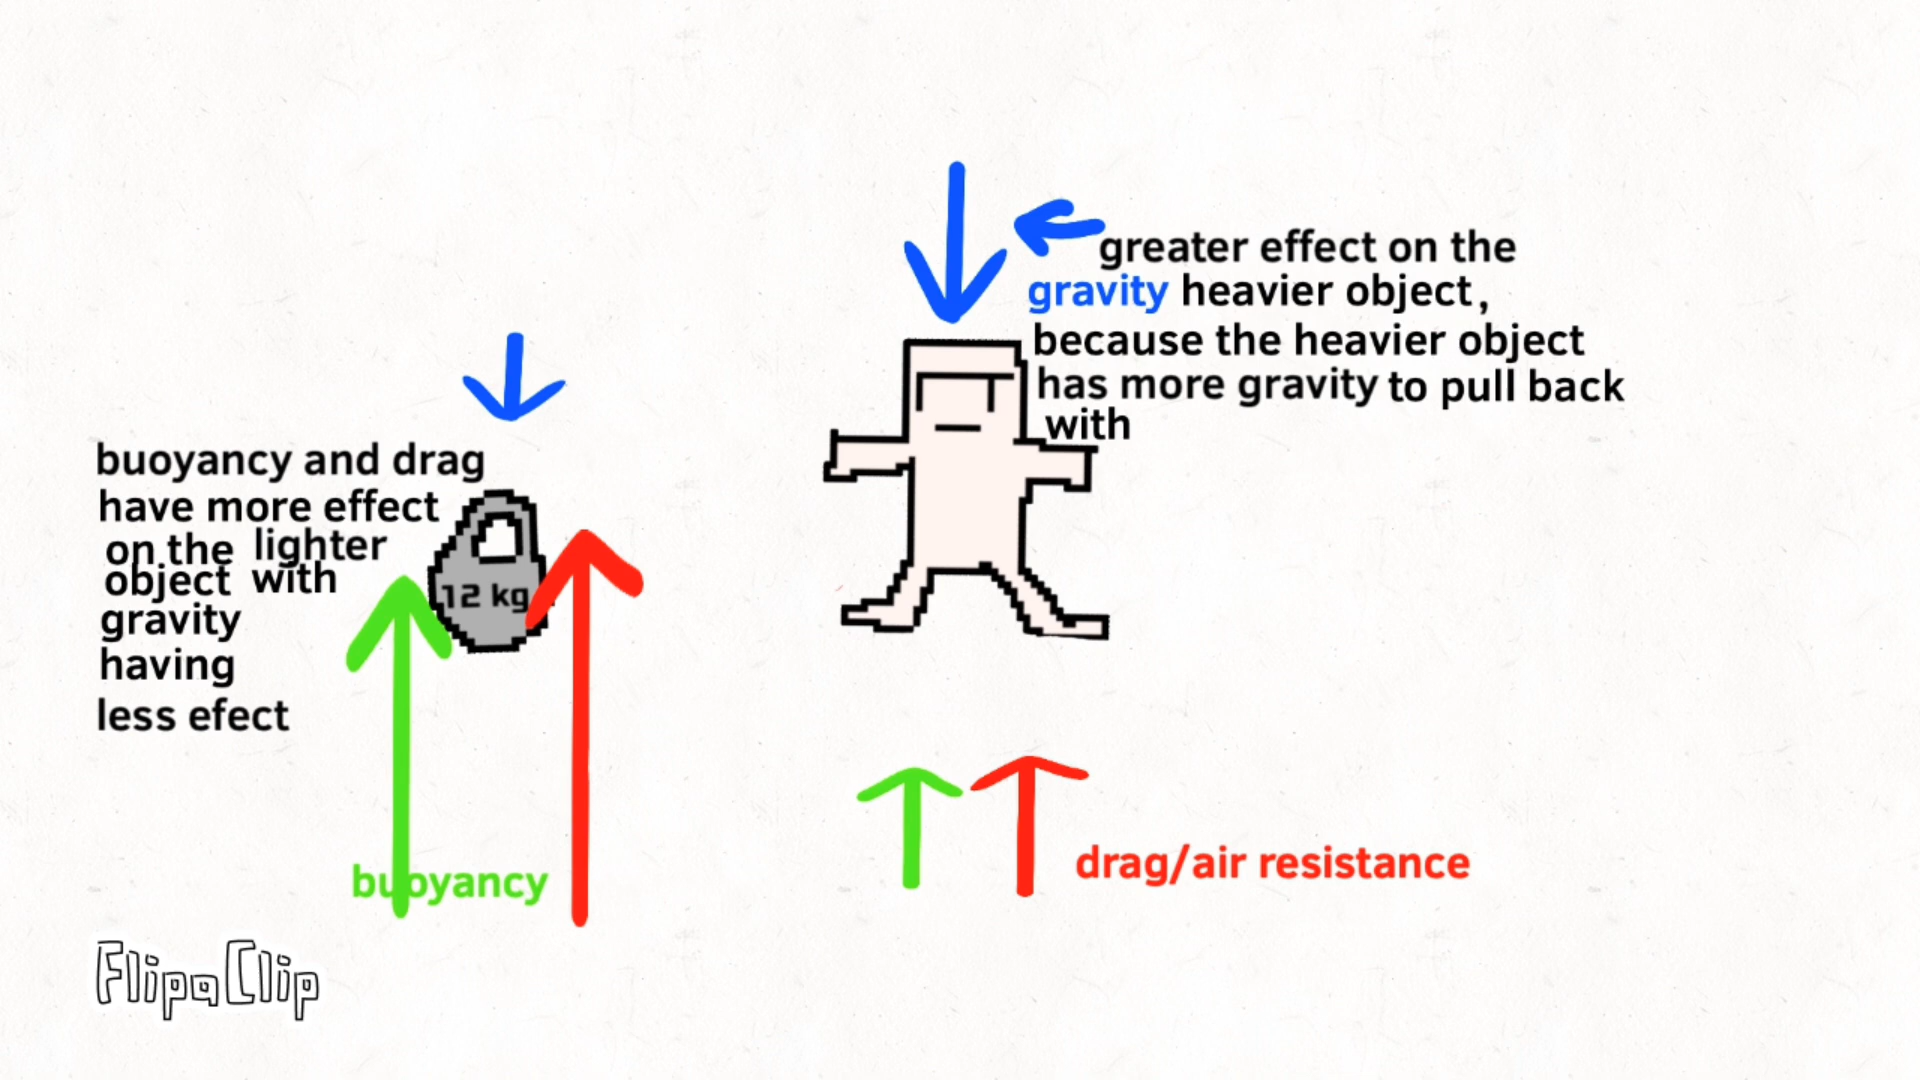 greater effect on the
gravity heavier object,
because the heavier object
has more gravity to pull back
with
buoyancy and drag
have more effect
on the lighter
object with
gravity
having
less efect
12 kg
buoyancy
drag/air resistance
FlipaClip